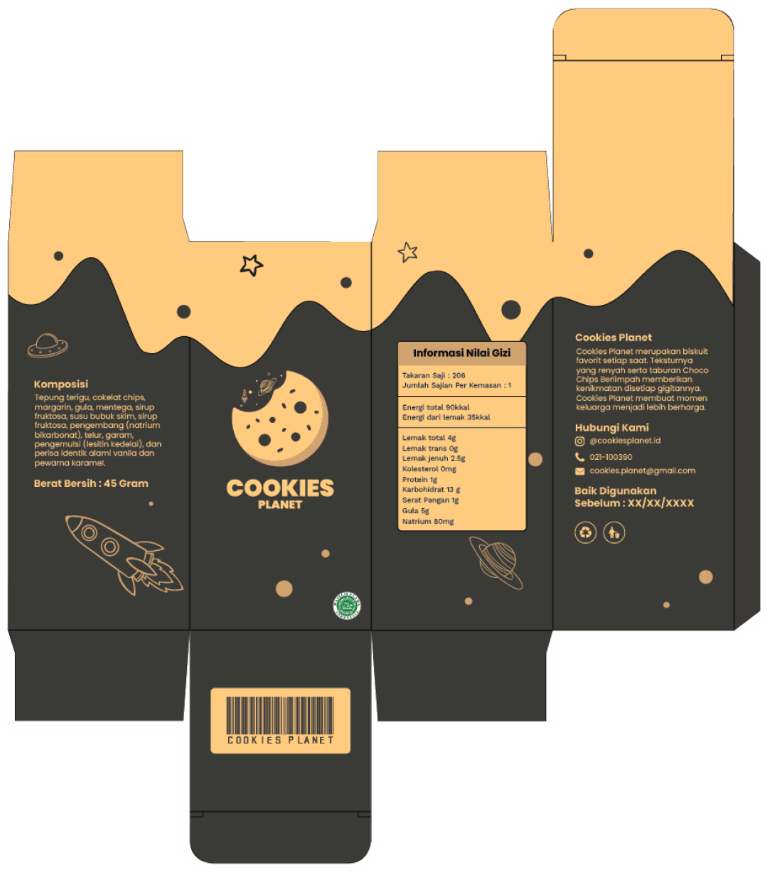 Komposisi
Tepung terigu, cokelat chips,
margarin, gula, mentega, sirup
fruktosa, susu bubuk skim, sirup
fruktosa, pengembang (natrium
bikarbonat), telur, garam,
pengemulsi (lesitin kedelai), dan
perisa identik alami vanila dan
pewarna karamel.
Berat Bersih : 45 Gram
COOKIES
PLANET
Informasi Nilai Gizi
Takaran Saji : 206
Jumlah Sajian Per Kemasan : 1
Energi total 90kkal
Energi dari lemak 35kkal
Lemak total 4g
Lemak trans 0g
Lemak jenuh 2.5g
Kolesterol 0mg
Protein 1g
Karbohidrat 13 g
Serat Pangan 1g
Gula 5g
Natrium 80mg
Cookies Planet
Cookies Planet merupakan biskuit
favorit setiap saat. Teksturnya
yang renyah serta taburan Choco
Chips Berlimpah memberikan
kenikmatan disetiap gigitannya.
Cookies Planet membuat momen
keluarga menjadi lebih berharga.
Hubungi Kami
@cookiesplanet.id
021-100390
cookies.planet@gmail.com
Baik Digunakan
Sebelum : XX/XX/XXXX
COOKIES PLANET